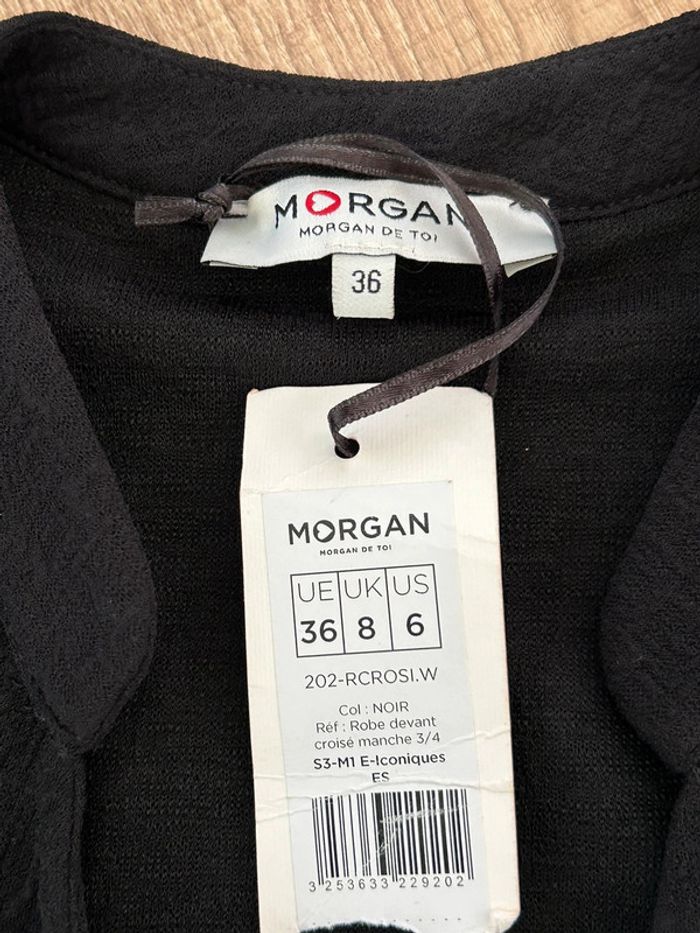 MORGAN
MORGAN DE TOI
36
MORGAN
MORGAN DE TOI
UE UK US
36 8 6
202-RCROSI.W
Col : NOIR
Réf : Robe devant
croisé manche 3/4
S3-M1 E-Iconiques
ES
3 253633 229202